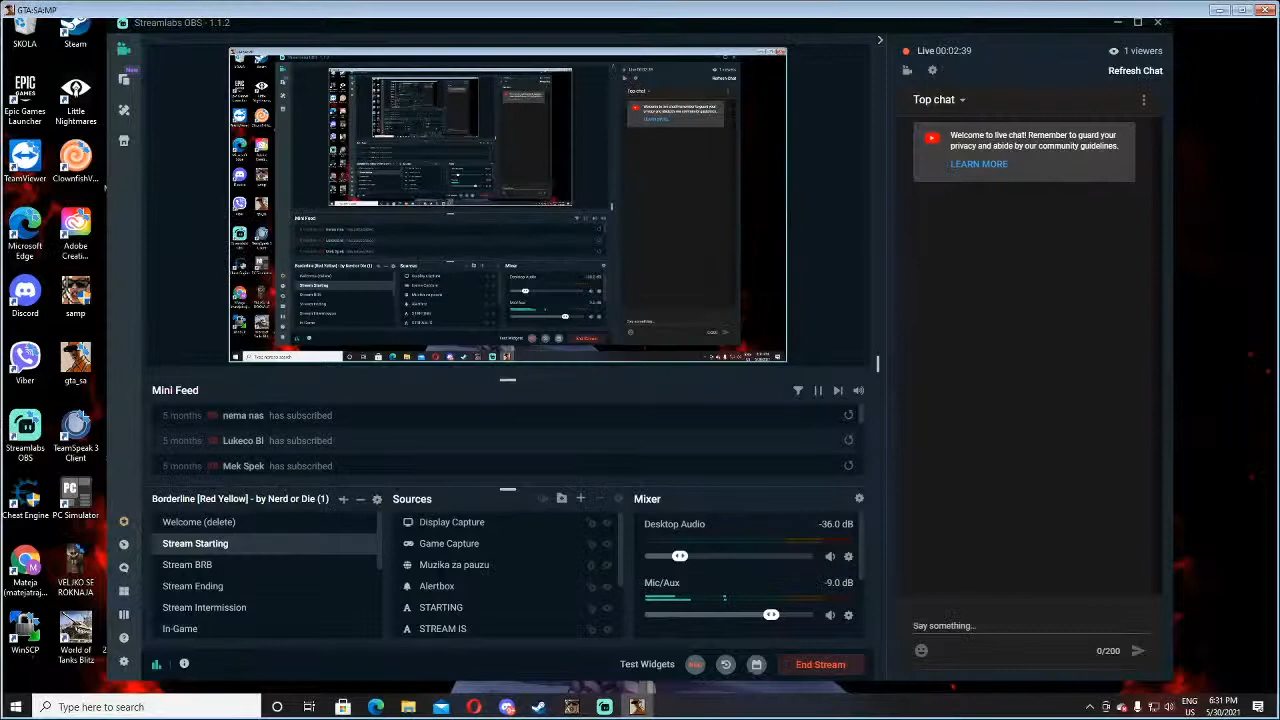 GTA:SA:MP
Streamlabs OBS - 1.1.2
SKOLA
Steam
Epic Games
Launcher
Little
Nightmares
TeamViewer
ClownfishV...
Microsoft
Edge
Adobe
Creati...
Discord
samp
Viber
gta_sa
Streamlabs
OBS
TeamSpeak 3
Client
Cheat Engine
PC Simulator
Mateja
(matejatraj...
VELJKO SE
ROKNAJA
WinSCP
World of
Tanks Blitz
New
Live 00:02:39
1 viewers
Refresh Chat
Top chat
Welcome to live chat! Remember to guard your
privacy and abide by our community guidelines.
LEARN MORE
Mini Feed
5 months nema nas has subscribed
5 months Lukeco Bl has subscribed
5 months Mek Spek has subscribed
Borderline [Red Yellow] - by Nerd or Die (1)
Welcome (delete)
Stream Starting
Stream BRB
Stream Ending
Stream Intermission
In-Game
Sources
Display Capture
Game Capture
Muzika za pauzu
Alertbox
STARTING
STREAM IS
Mixer
Desktop Audio
-36.0 dB
Mic/Aux
-9.0 dB
Test Widgets
End Stream
Say something...
0/200
Type here to search
ENG
US
6:31 PM
5/30/2021